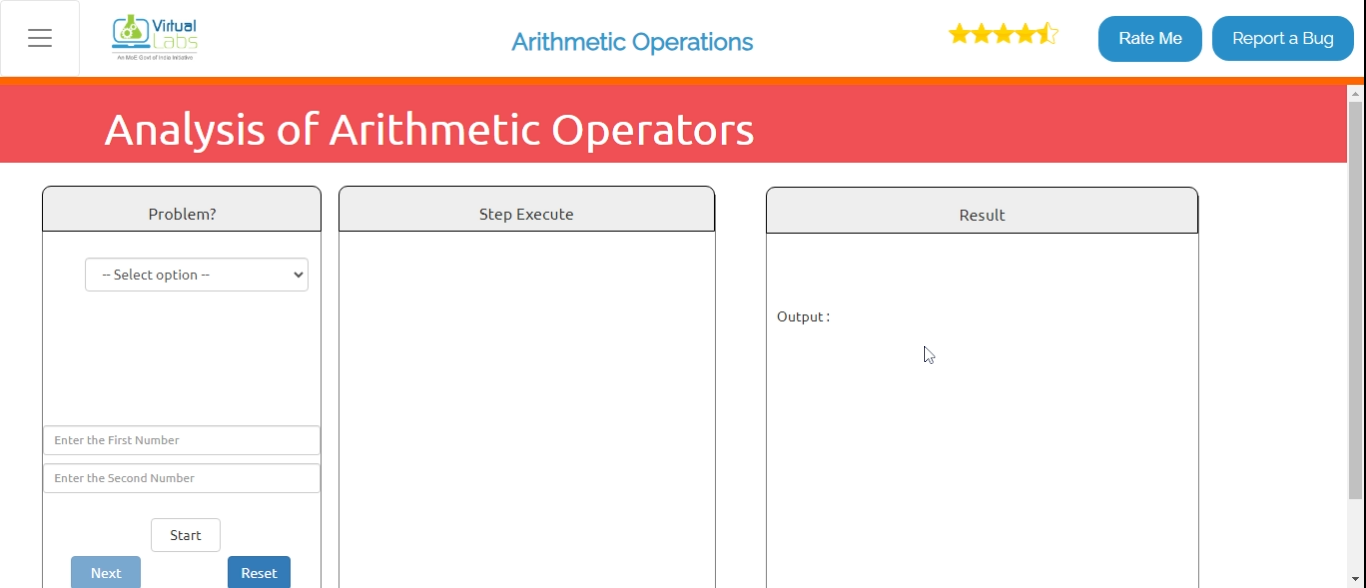 Virtual
Labs
An MoE Govt of India Initiative
Arithmetic Operations
Rate Me
Report a Bug
Analysis of Arithmetic Operators
Problem?
Step Execute
Result
-- Select option --
Output :
Enter the First Number
Enter the Second Number
Start
Next
Reset